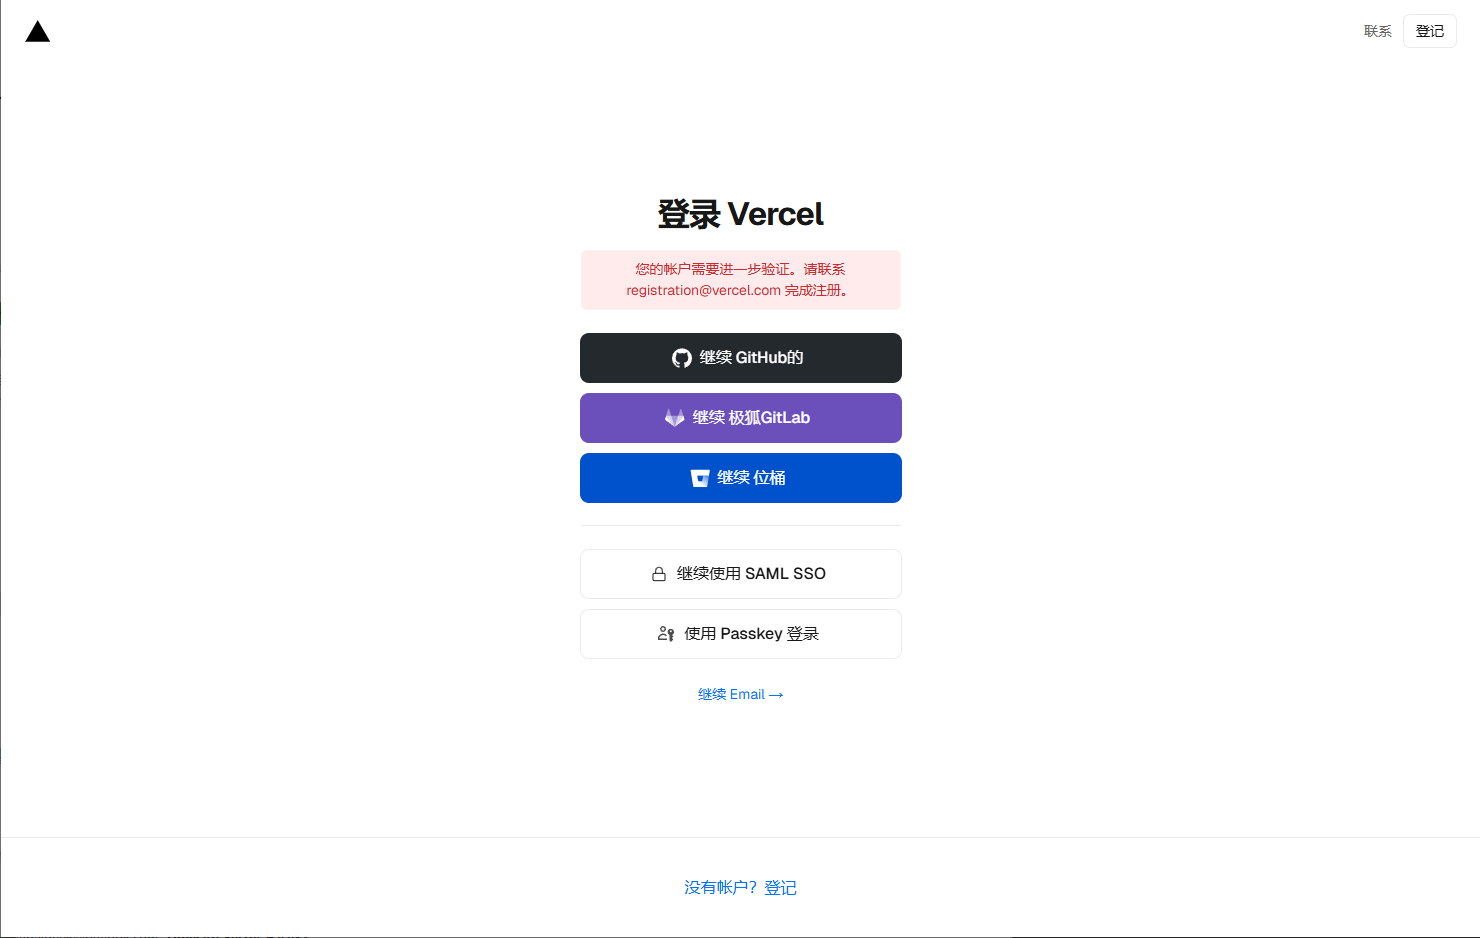 联系
登记
登录 Vercel
您的帐户需要进一步验证。请联系
registration@vercel.com 完成注册。
继续 GitHub的
继续 极狐GitLab
继续 位桶
继续使用 SAML SSO
使用 Passkey 登录
继续 Email →
没有帐户？登记